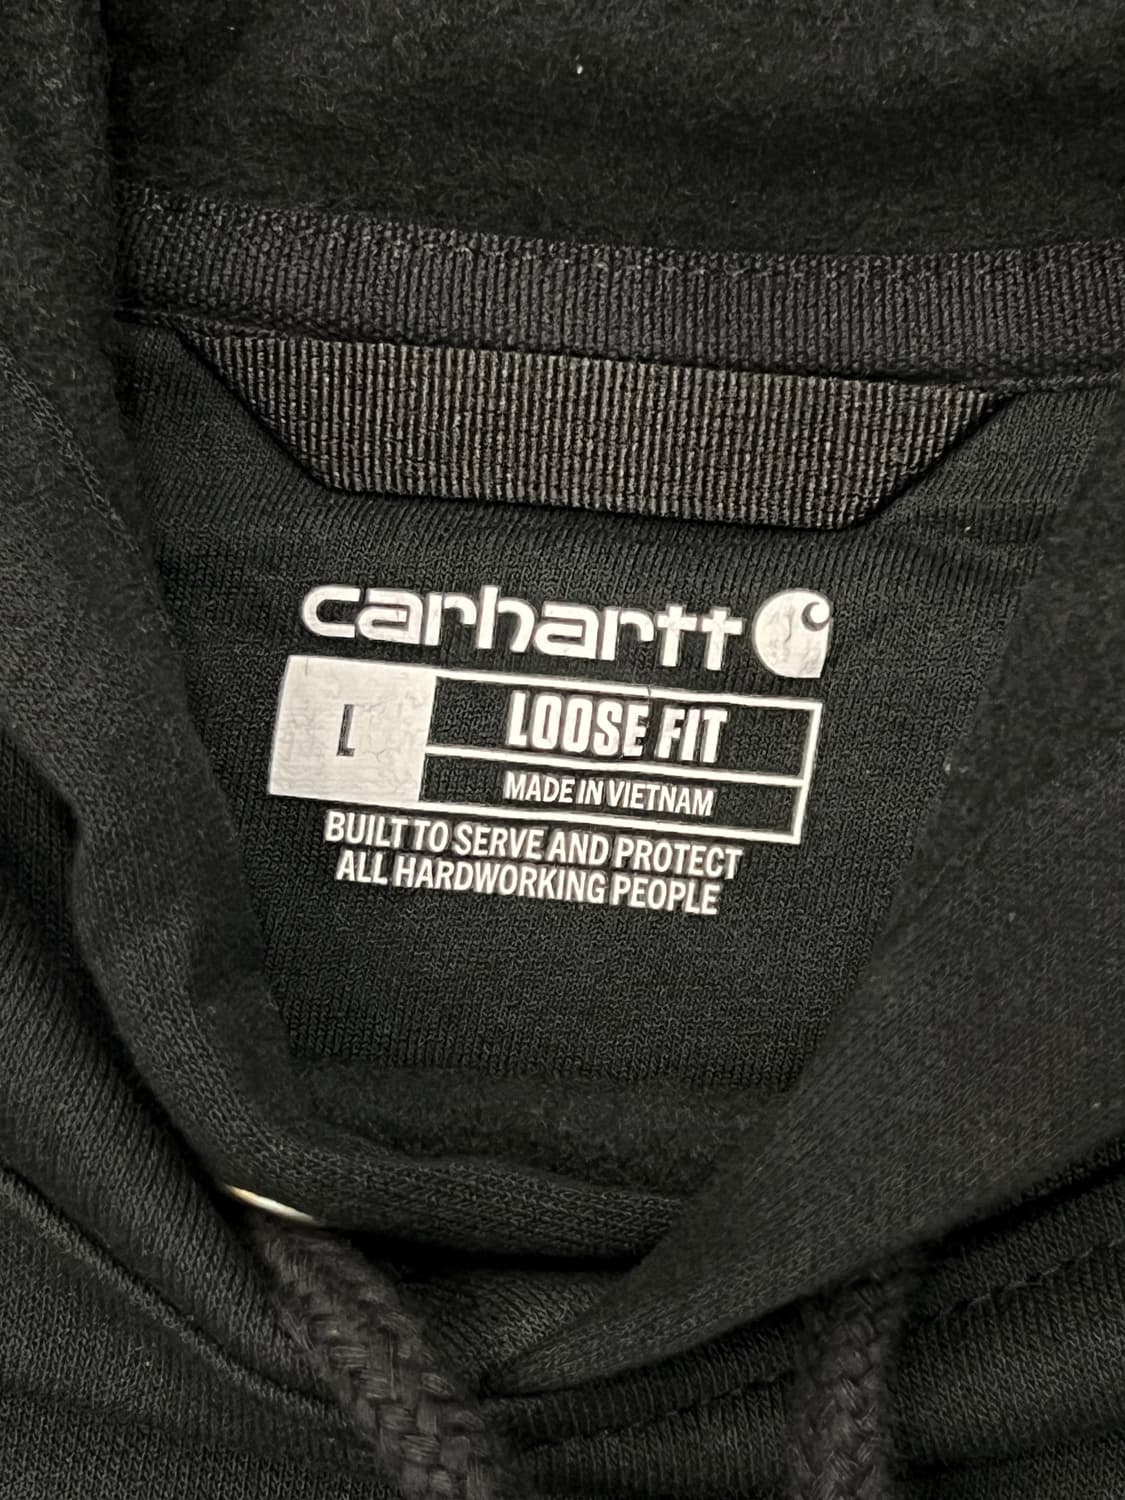 carhartt
L
LOOSE FIT
MADE IN VIETNAM
BUILT TO SERVE AND PROTECT
ALL HARDWORKING PEOPLE